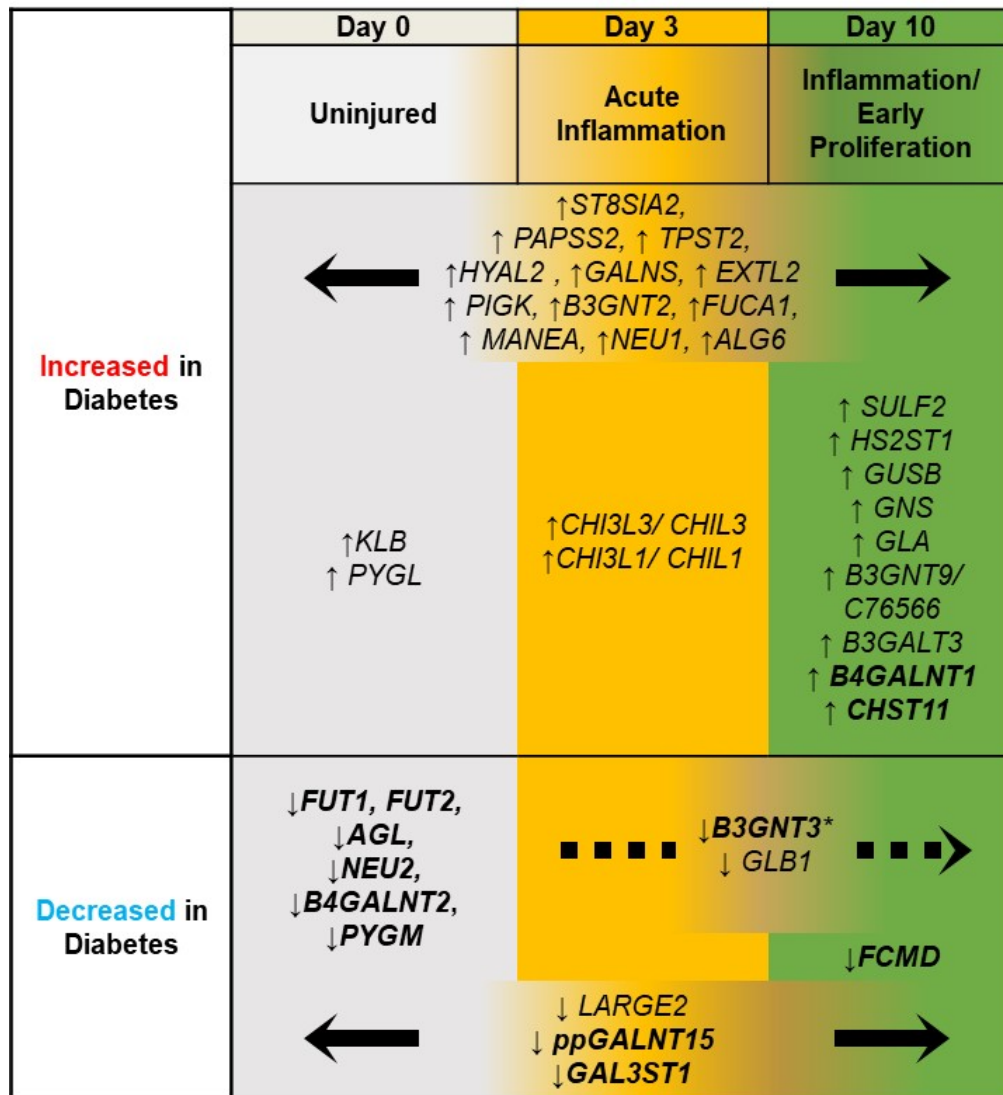 Day 0
Day 3
Day 10
Uninjured
Acute
Inflammation
Inflammation/
Early
Proliferation
Increased in
Diabetes
↑ST8SIA2,
↑ PAPSS2, ↑ TPST2,
↑HYAL2 , ↑GALNS, ↑ EXTL2
↑ PIGK, ↑B3GNT2, ↑FUCA1,
↑ MANEA, ↑NEU1, ↑ALG6
↑KLB
↑ PYGL
↑CHI3L3/ CHIL3
↑CHI3L1/ CHIL1
↑ SULF2
↑ HS2ST1
↑ GUSB
↑ GNS
↑ GLA
↑ B3GNT9/
C76566
↑ B3GALT3
↑ B4GALNT1
↑ CHST11
Decreased in
Diabetes
↓FUT1, FUT2,
↓AGL,
↓NEU2,
↓B4GALNT2,
↓PYGM
↓B3GNT3*
↓ GLB1
↓FCMD
↓ LARGE2
↓ ppGALNT15
↓GAL3ST1